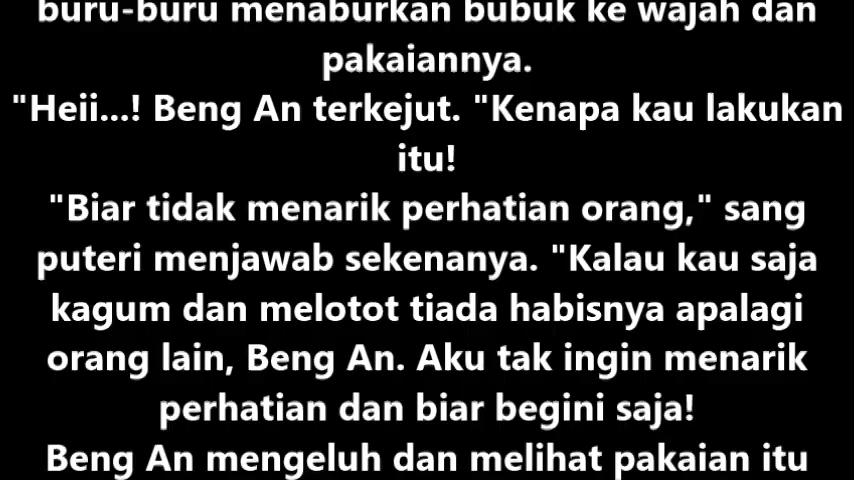 buru-buru menaburkan bubuk ke wajah dan
pakaiannya.
"Heii...! Beng An terkejut. "Kenapa kau lakukan
itu!
"Biar tidak menarik perhatian orang," sang
puteri menjawab sekenanya. "Kalau kau saja
kagum dan melotot tiada habisnya apalagi
orang lain, Beng An. Aku tak ingin menarik
perhatian dan biar begini saja!
Beng An mengeluh dan melihat pakaian itu